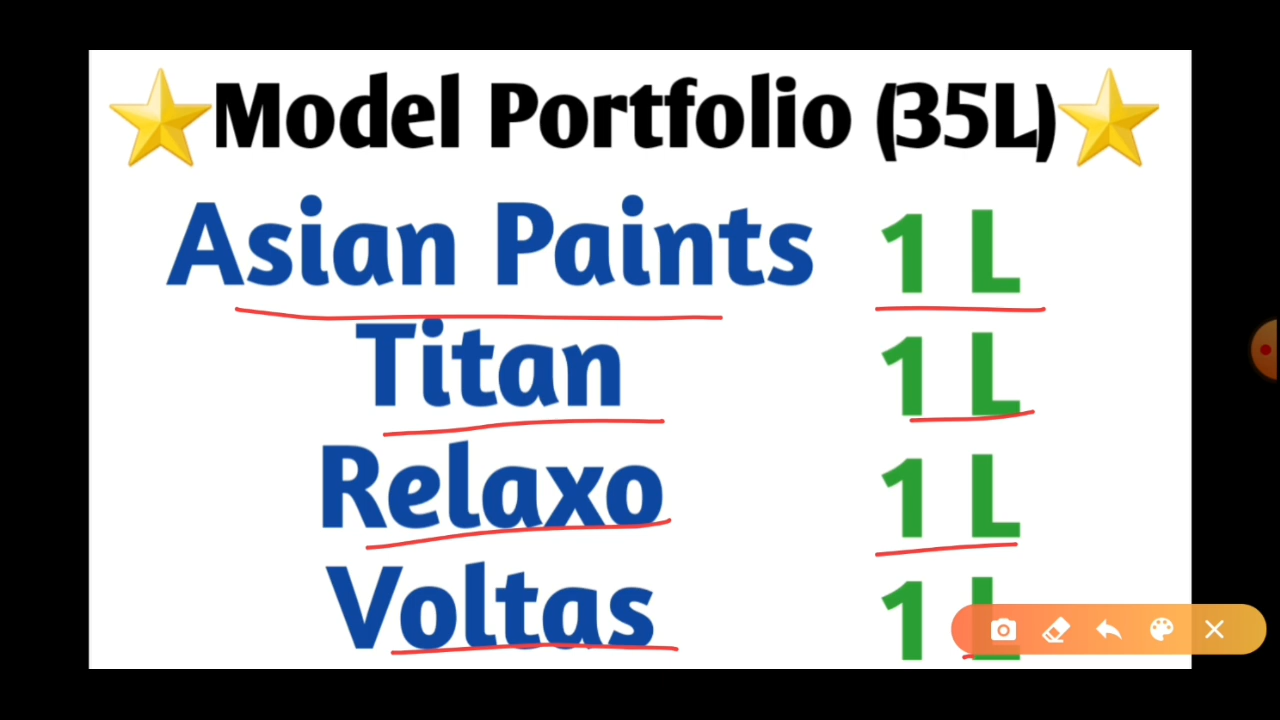 Model Portfolio (35L)
Asian Paints 1 L
Titan 1 L
Relaxo 1 L
Voltas 1 L